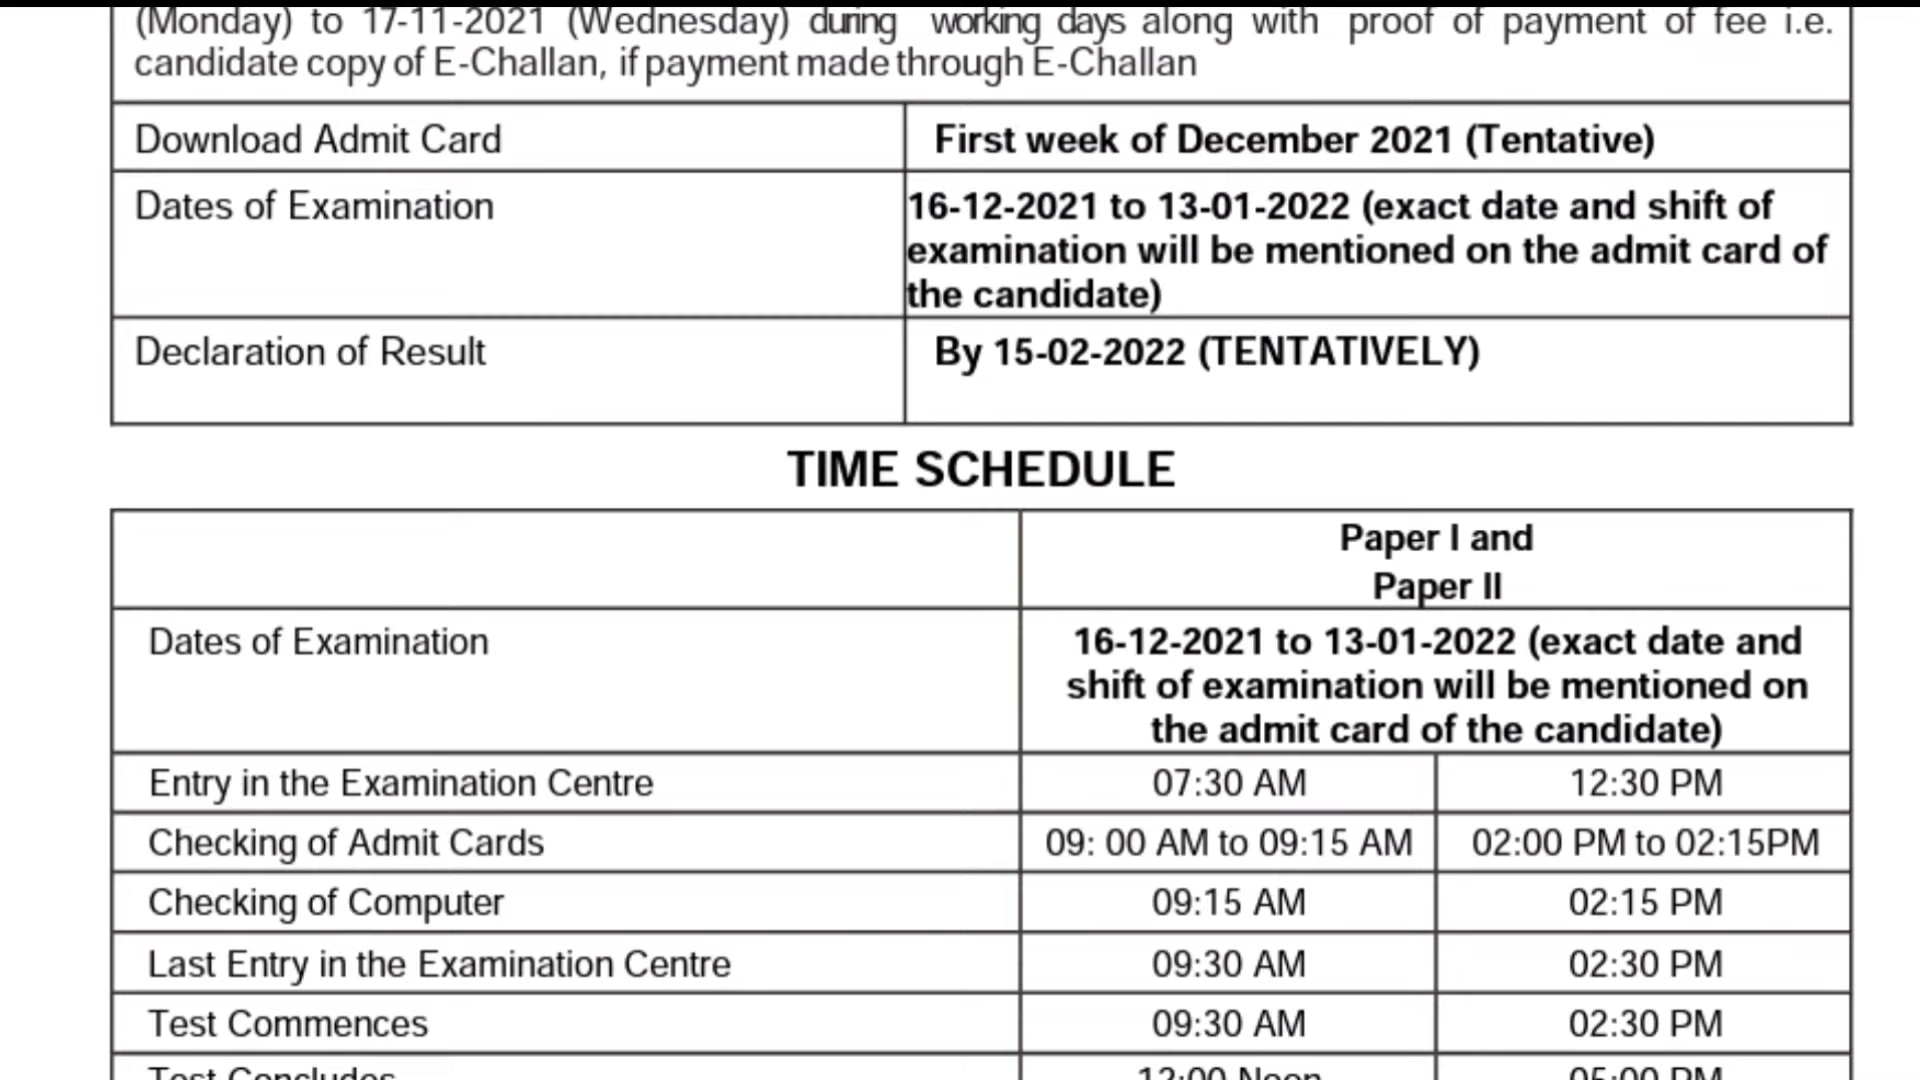 (Monday) to 17-11-2021 (Wednesday) during working days along with proof of payment of fee i.e.
candidate copy of E-Challan, if payment made through E-Challan
Download Admit Card
First week of December 2021 (Tentative)
Dates of Examination
16-12-2021 to 13-01-2022 (exact date and shift of
examination will be mentioned on the admit card of
the candidate)
Declaration of Result
By 15-02-2022 (TENTATIVELY)
TIME SCHEDULE
Paper I and
Paper II
Dates of Examination
16-12-2021 to 13-01-2022 (exact date and
shift of examination will be mentioned on
the admit card of the candidate)
Entry in the Examination Centre
07:30 AM
12:30 PM
Checking of Admit Cards
09: 00 AM to 09:15 AM
02:00 PM to 02:15PM
Checking of Computer
09:15 AM
02:15 PM
Last Entry in the Examination Centre
09:30 AM
02:30 PM
Test Commences
09:30 AM
02:30 PM
Test Concludes
12:00 Noon
05:00 PM